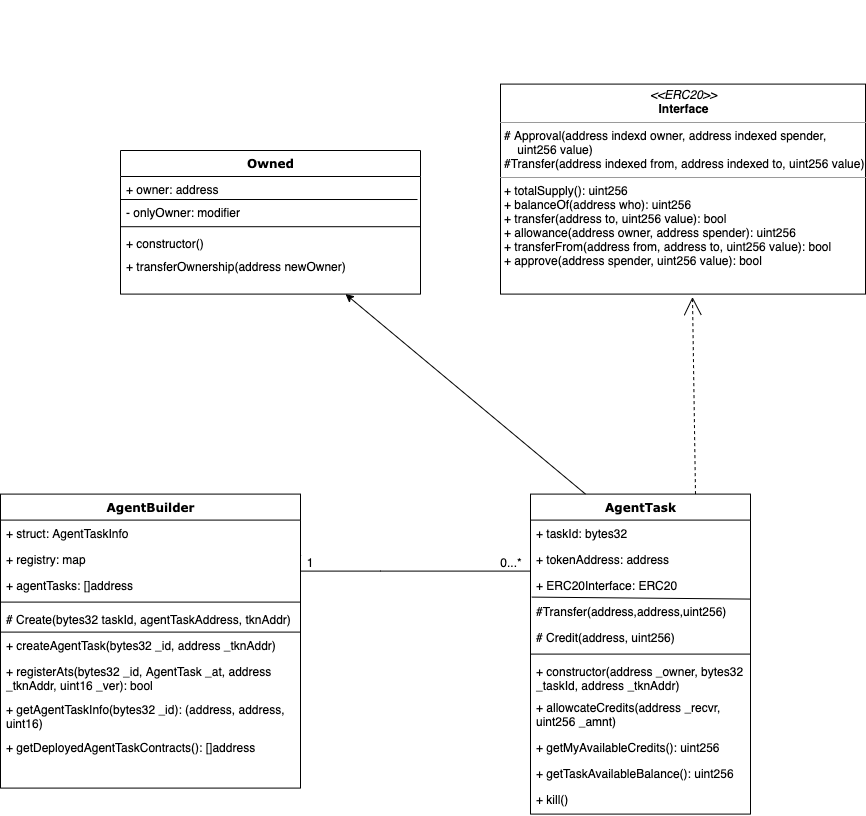 <<ERC20>>
Interface
# Approval(address indexd owner, address indexed spender,
uint256 value)
#Transfer(address indexed from, address indexed to, uint256 value)
+ totalSupply(): uint256
+ balanceOf(address who): uint256
+ transfer(address to, uint256 value): bool
+ allowance(address owner, address spender): uint256
+ transferFrom(address from, address to, uint256 value): bool
+ approve(address spender, uint256 value): bool
Owned
+ owner: address
- onlyOwner: modifier
+ constructor()
+ transferOwnership(address newOwner)
AgentBuilder
+ struct: AgentTaskInfo
+ registry: map
+ agentTasks: []address
# Create(bytes32 taskId, agentTaskAddress, tknAddr)
+ createAgentTask(bytes32 _id, address _tknAddr)
+ registerAts(bytes32 _id, AgentTask _at, address
_tknAddr, uint16 _ver): bool
+ getAgentTaskInfo(bytes32 _id): (address, address,
uint16)
+ getDeployedAgentTaskContracts(): []address
1
0...*
AgentTask
+ taskId: bytes32
+ tokenAddress: address
+ ERC20Interface: ERC20
#Transfer(address,address,uint256)
# Credit(address, uint256)
+ constructor(address _owner, bytes32
_taskId, address _tknAddr)
+ allowcateCredits(address _recvr,
uint256 _amnt)
+ getMyAvailableCredits(): uint256
+ getTaskAvailableBalance(): uint256
+ kill()